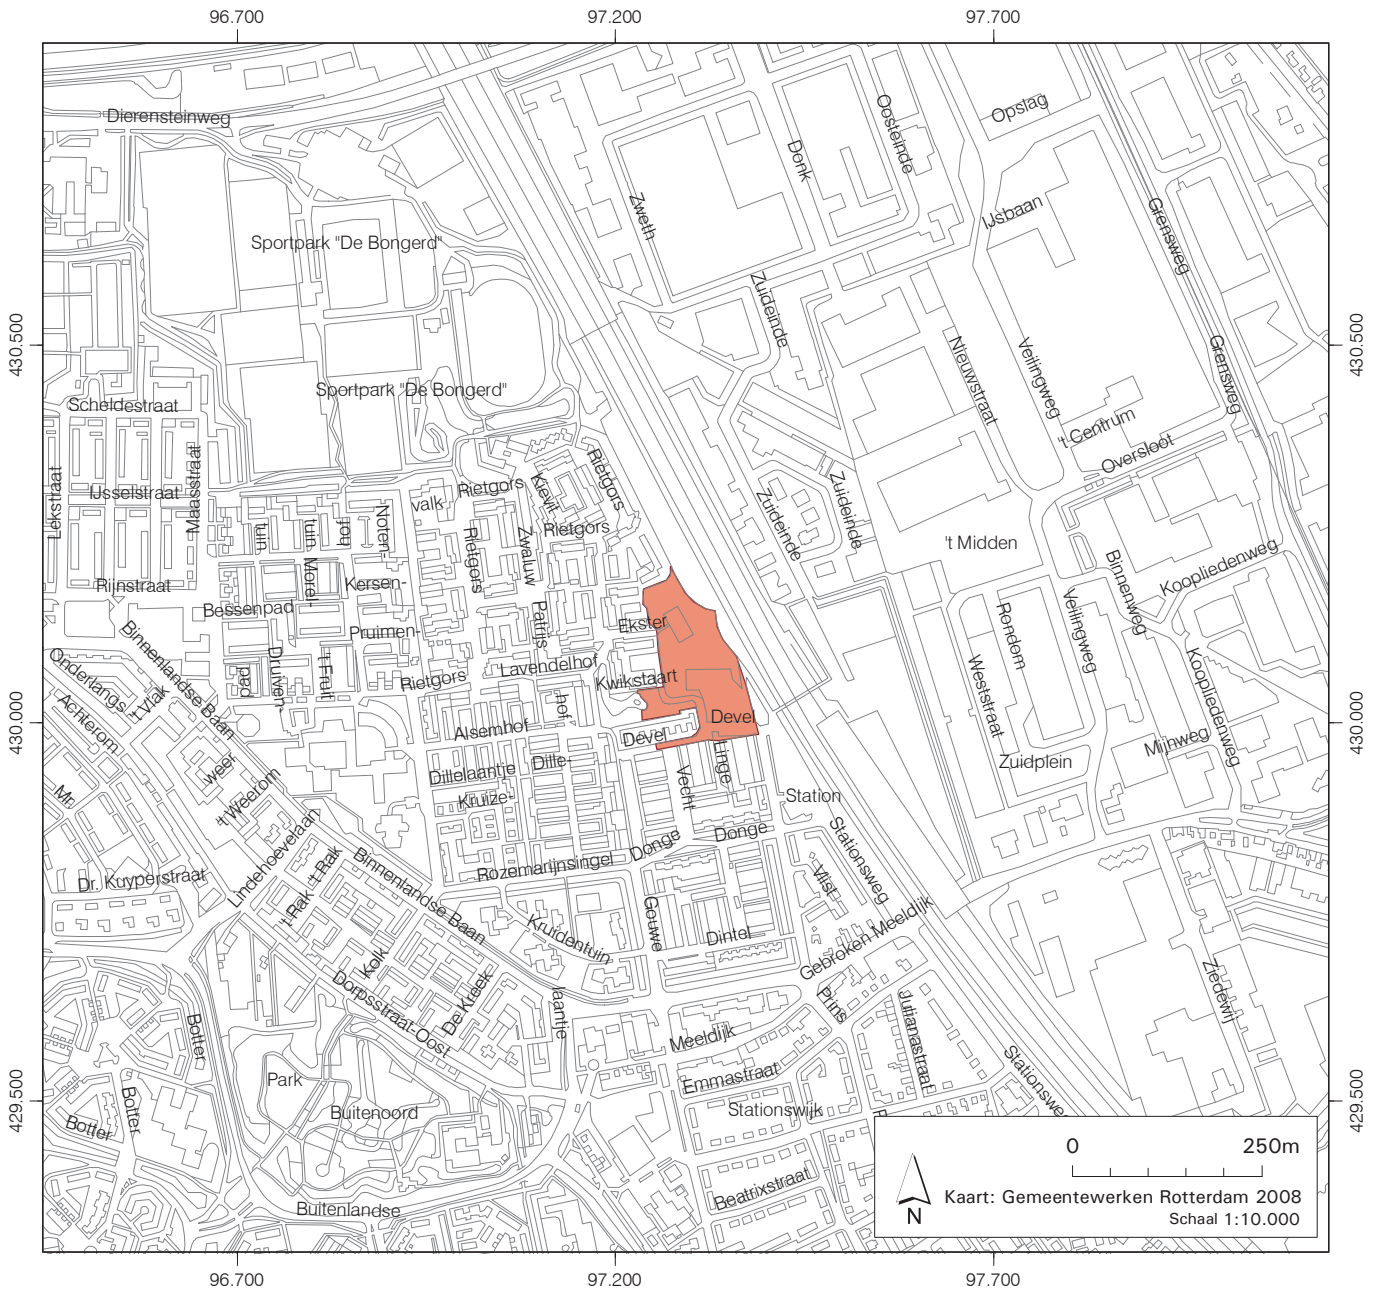 96.700
97.200
97.700
Dierensteinweg
Oosteinde
Opslag
Donk
Zweth
IJsbaan
Grensweg
Sportpark "De Bongerd"
Zuideinde
430.500
430.500
Nieuwstraat
Veilingweg
Grensweg
Sportpark "De Bongerd"
Scheldestraat
't Centrum
Oversloot
Lekstraat
IJsselstraat
Maasstraat
Rietgors
Rietgors
Kievit
valk
Zuideinde
Zuideinde
tuin
tuin
hof
Noten-
Rietgors
Zwaluw
Rietgors
't Midden
Binnenweg
Koopliedenweg
Rijnstraat
Morel-
Kersen-
Bessenpad
Patrijs
Ekster
Rondom
Veilingweg
Binnenlandse Baan
Pruimen-
Onderlangs
pad
Druiven-
't Fruit
Rietgors
Lavendelhof
Kwikstaart
Weststraat
Koopliedenweg
't Vlak
Achterom
hof
430.000
430.000
Alsemhof
Devel
Devel
Linge
Mijnweg
Zuidplein
weer
Dille-
Dillelaantje
Vecht
Mr.
't Weerom
Kruize-
Station
Lindehoevelaan
Donge
Donge
Stationsweg
't Rak
't Rak
Binnenlandse Baan
Rozemarijnsingel
Vlist
Dr. Kuyperstraat
Gouwe
Kruidentuin
Dintel
Gebroken Meeldijk
Kolk
Dorpsstraat-Oost
De Kreek
laantje
Prins
Julianastraat
Ziedewij
Botter
Meeldijk
Stationsweg
Park
Emmastraat
Buitenoord
Stationswijk
429.500
429.500
Botter
Botter
Beatrixstraat
Buitenlandse
0 250m
Kaart: Gemeentewerken Rotterdam 2008
N
Schaal 1:10.000
96.700
97.200
97.700